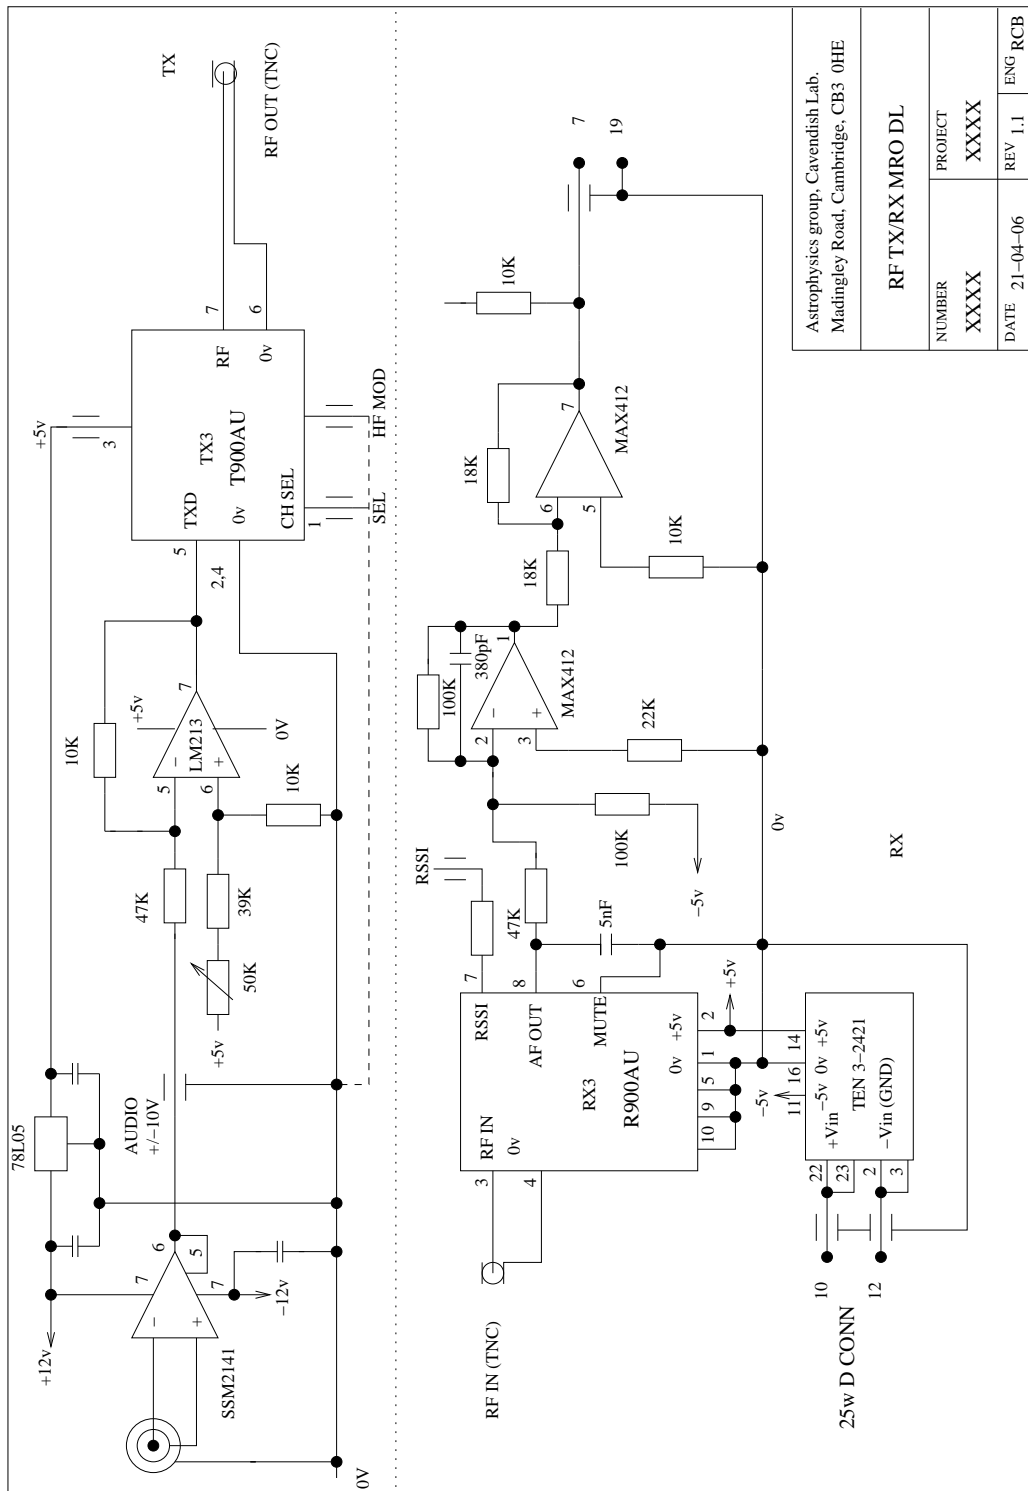 TX
RF OUT (TNC)
+5v
3
7
6
RF
0v
TX3
T900AU
TXD
0v
CH SEL
5
2,4
1
SEL
HF MOD
10K
+5v
7
LM213
−
+
0V
5
6
10K
47K
39K
50K
+5v
78L05
AUDIO
+/−10V
6
5
7
7
−
+
−12v
+12v
SSM2141
0V
RF IN (TNC)
3
4
RF IN
0v
RX3
R900AU
RSSI
AF OUT
MUTE
0v
+5v
7
8
6
RSSI
47K
5nF
2
1
5
9
10
+5v
−5v
14
16
11
+5v
0v
−5v
TEN 3−2421
+Vin
−Vin (GND)
22
23
2
3
10
12
25w D CONN
100K
380pF
1
MAX412
−
+
2
3
22K
100K
−5v
18K
18K
6
5
7
MAX412
10K
10K
7
19
0v
RX
Astrophysics group, Cavendish Lab.
Madingley Road, Cambridge, CB3 0HE
RF TX/RX MRO DL
NUMBER
XXXX
PROJECT
XXXX
DATE 21−04−06
REV 1.1
ENG RCB